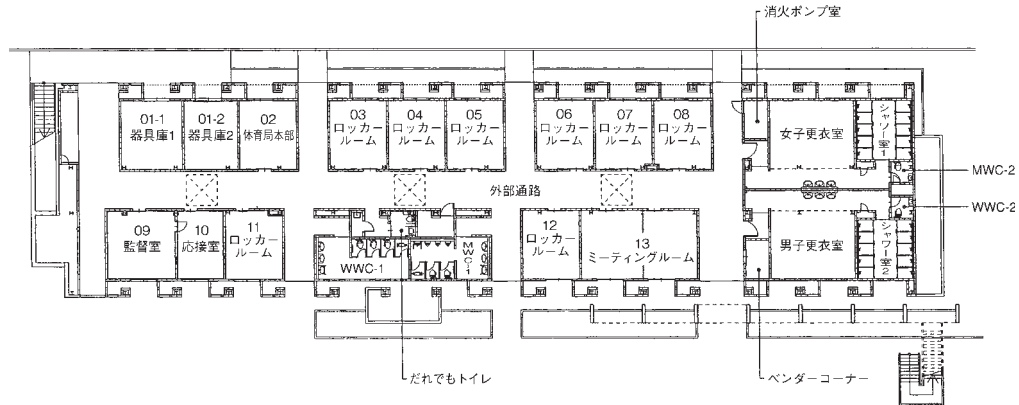 消火ポンプ室
01-1
器具庫1
01-2
器具庫2
02
体育局本部
03
ロッカー
ルーム
04
ロッカー
ルーム
05
ロッカー
ルーム
06
ロッカー
ルーム
07
ロッカー
ルーム
08
ロッカー
ルーム
女子更衣室
シャワー室1
MWC-2
外部通路
WWC-2
09
監督室
10
応接室
11
ロッカー
ルーム
WWC-1
MWC-1
12
ロッカー
ルーム
13
ミーティングルーム
男子更衣室
シャワー室2
だれでもトイレ
ベンダーコーナー